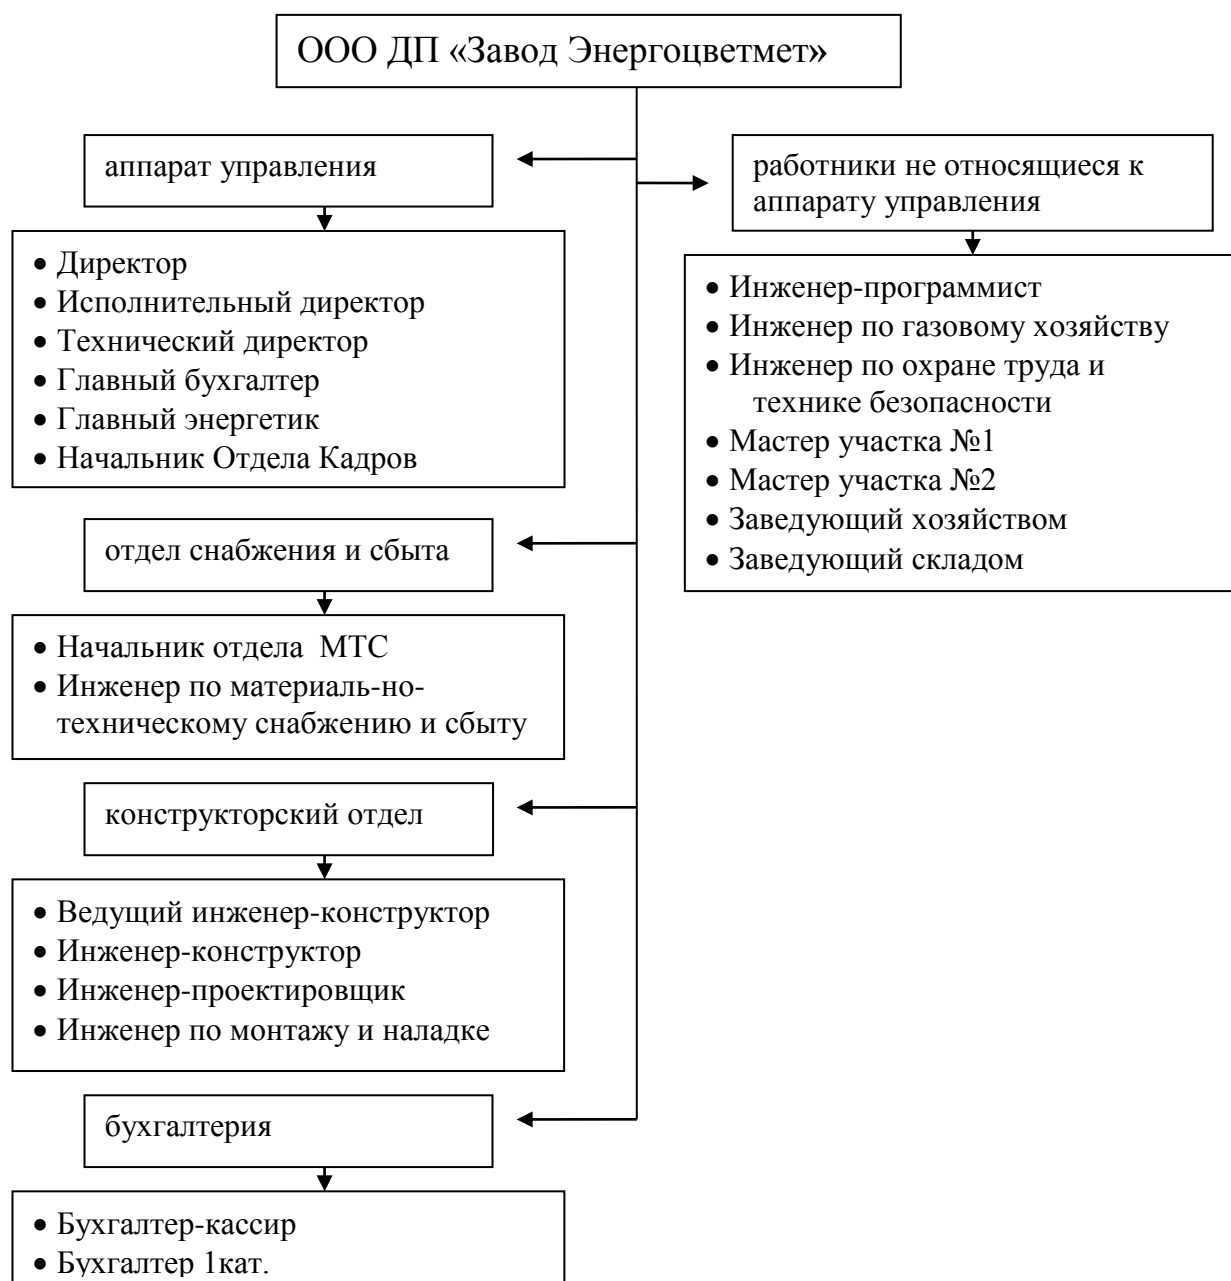 ООО ДП «Завод Энергоцветмет»
аппарат управления
• Директор
• Исполнительный директор
• Технический директор
• Главный бухгалтер
• Главный энергетик
• Начальник Отдела Кадров
работники не относящиеся к
аппарату управления
• Инженер-программист
• Инженер по газовому хозяйству
• Инженер по охране труда и
технике безопасности
• Мастер участка №1
• Мастер участка №2
• Заведующий хозяйством
• Заведующий складом
отдел снабжения и сбыта
• Начальник отдела МТС
• Инженер по материаль-но-
техническому снабжению и сбыту
конструкторский отдел
• Ведущий инженер-конструктор
• Инженер-конструктор
• Инженер-проектировщик
• Инженер по монтажу и наладке
бухгалтерия
• Бухгалтер-кассир
• Бухгалтер 1кат.